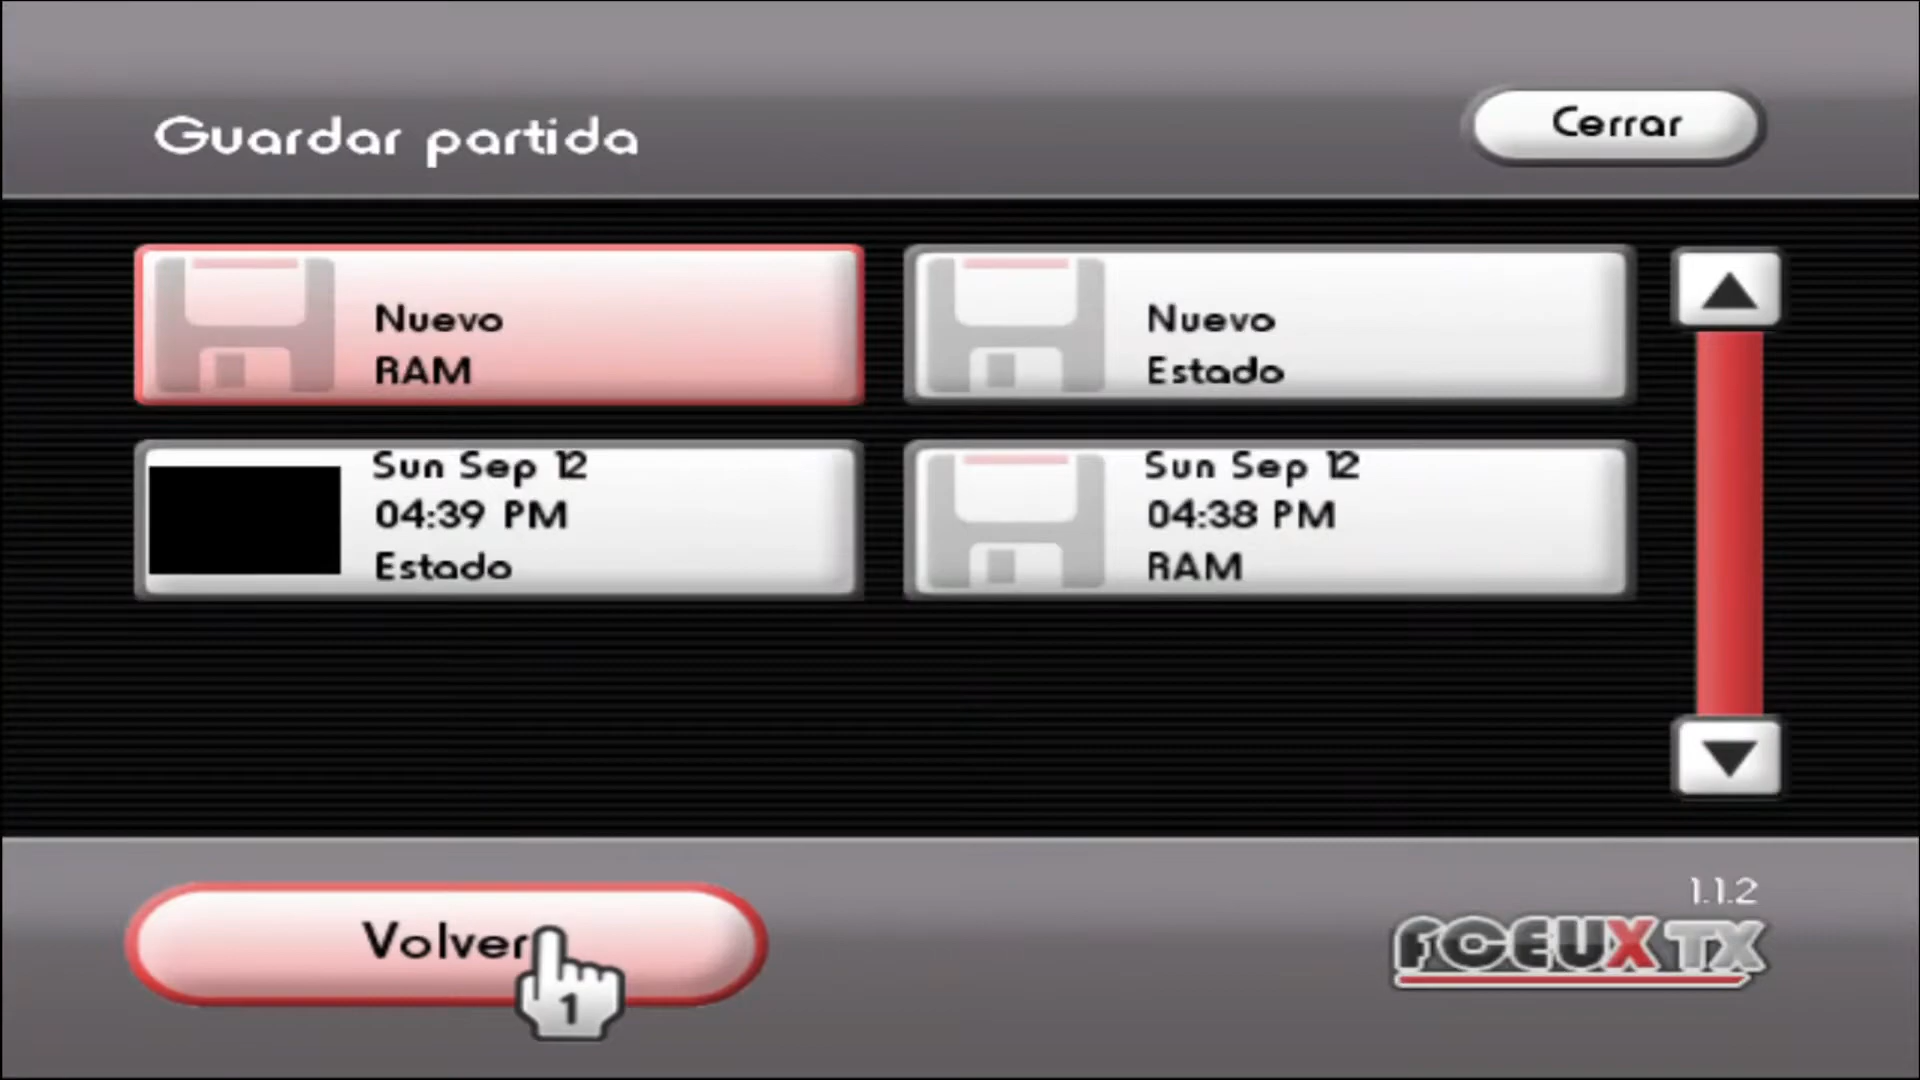 Guardar partida
Cerrar
Nuevo
RAM
Nuevo
Estado
Sun Sep 12
04:39 PM
Estado
Sun Sep 12
04:38 PM
RAM
Volver
1
1.1.2
FCEUX TX